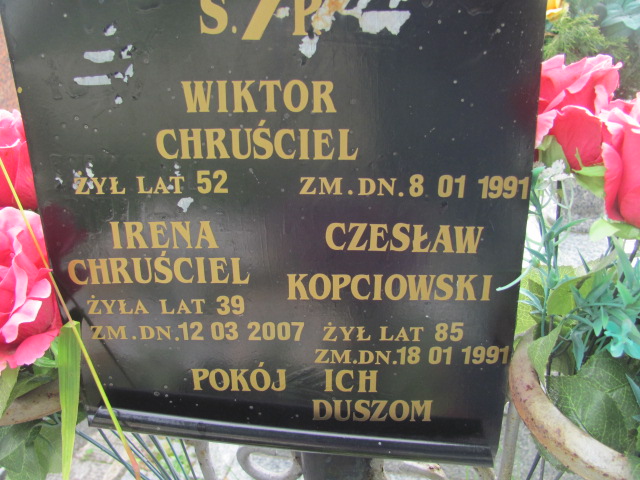 Ś. P.
WIKTOR
CHRUŚCIEL
ŻYŁ LAT 52 ZM. DN. 8 01 1991
IRENA
CHRUŚCIEL
ŻYŁA LAT 39
ZM. DN. 12 03 2007
CZESŁAW
KOPCIOWSKI
ŻYŁ LAT 85
ZM. DN. 18 01 1991
POKÓJ ICH
DUSZOM